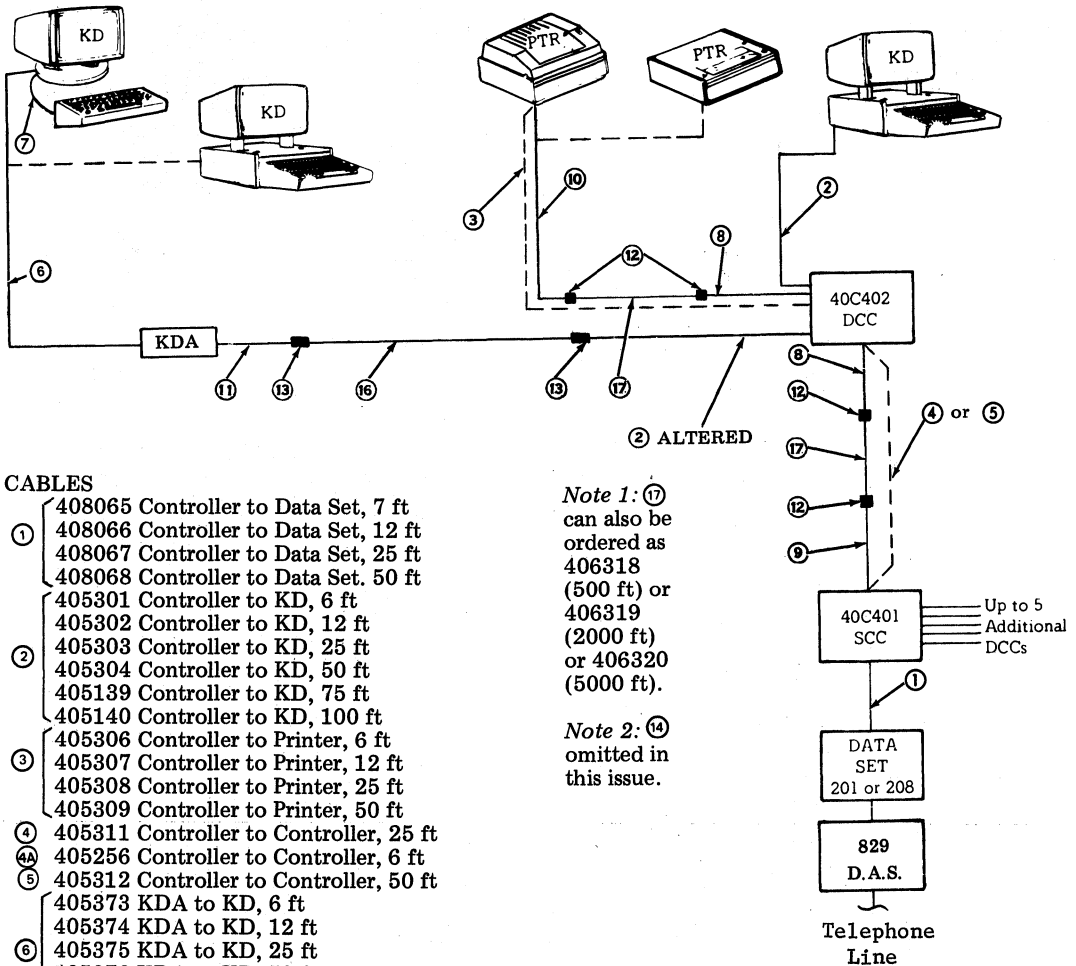 KD
KD
PTR
PTR
KD
7
3
10
2
6
12
8
40C402
DCC
KDA
11
13
16
13
17
2 ALTERED
8
12
4 or 5
17
12
9
40C401
SCC
Up to 5
Additional
DCCs
1
DATA
SET
201 or 208
829
D.A.S.
Telephone
Line
CABLES
408065 Controller to Data Set, 7 ft
408066 Controller to Data Set, 12 ft
1
408067 Controller to Data Set, 25 ft
408068 Controller to Data Set. 50 ft
405301 Controller to KD, 6 ft
405302 Controller to KD, 12 ft
405303 Controller to KD, 25 ft
2
405304 Controller to KD, 50 ft
405139 Controller to KD, 75 ft
405140 Controller to KD, 100 ft
405306 Controller to Printer, 6 ft
3
405307 Controller to Printer, 12 ft
405308 Controller to Printer, 25 ft
405309 Controller to Printer, 50 ft
4 405311 Controller to Controller, 25 ft
4A 405256 Controller to Controller, 6 ft
5 405312 Controller to Controller, 50 ft
405373 KDA to KD, 6 ft
405374 KDA to KD, 12 ft
6 405375 KDA to KD, 25 ft
Note 1: 17
can also be
ordered as
406318
(500 ft) or
406319
(2000 ft)
or 406320
(5000 ft).
Note 2: 14
omitted in
this issue.